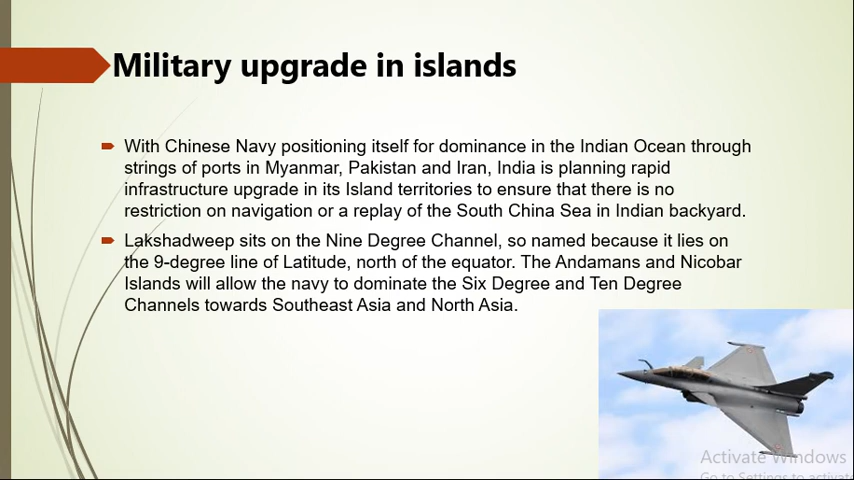 Military upgrade in islands
With Chinese Navy positioning itself for dominance in the Indian Ocean through
strings of ports in Myanmar, Pakistan and Iran, India is planning rapid
infrastructure upgrade in its Island territories to ensure that there is no
restriction on navigation or a replay of the South China Sea in Indian backyard.
Lakshadweep sits on the Nine Degree Channel, so named because it lies on
the 9-degree line of Latitude, north of the equator. The Andamans and Nicobar
Islands will allow the navy to dominate the Six Degree and Ten Degree
Channels towards Southeast Asia and North Asia.
Activate Windows
Go to Settings to activate